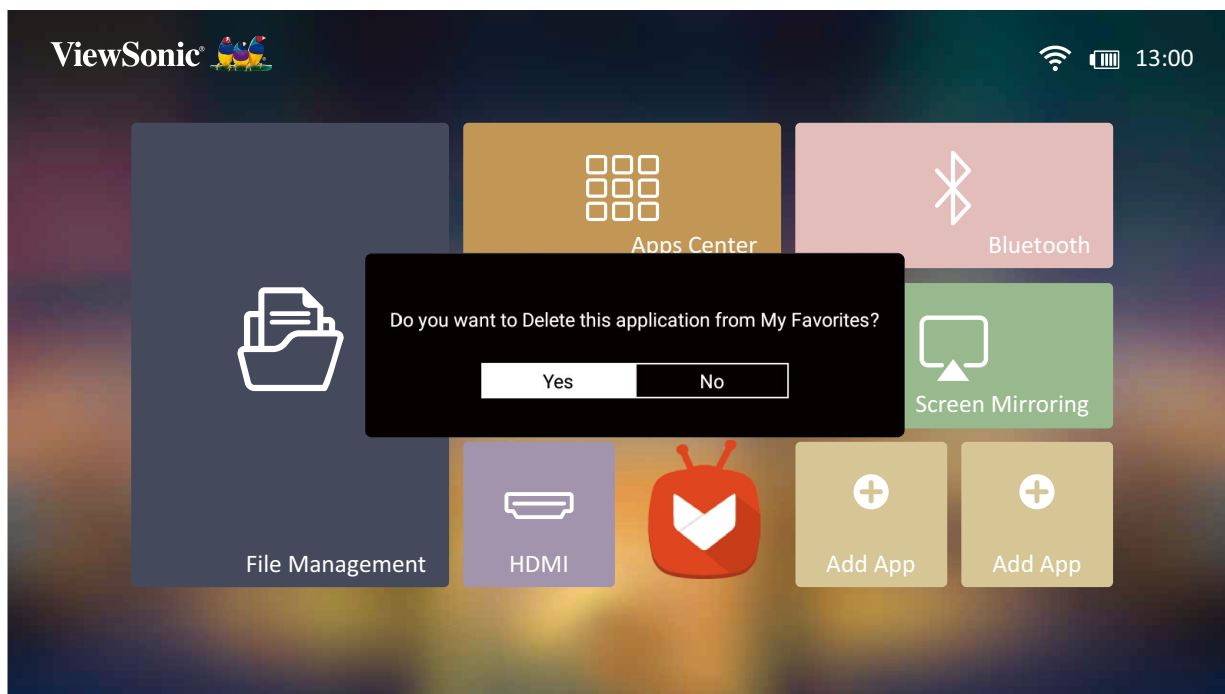 ViewSonic®
13:00
Apps Center
Bluetooth
Do you want to Delete this application from My Favorites?
Yes
No
Screen Mirroring
File Management
HDMI
Add App
Add App